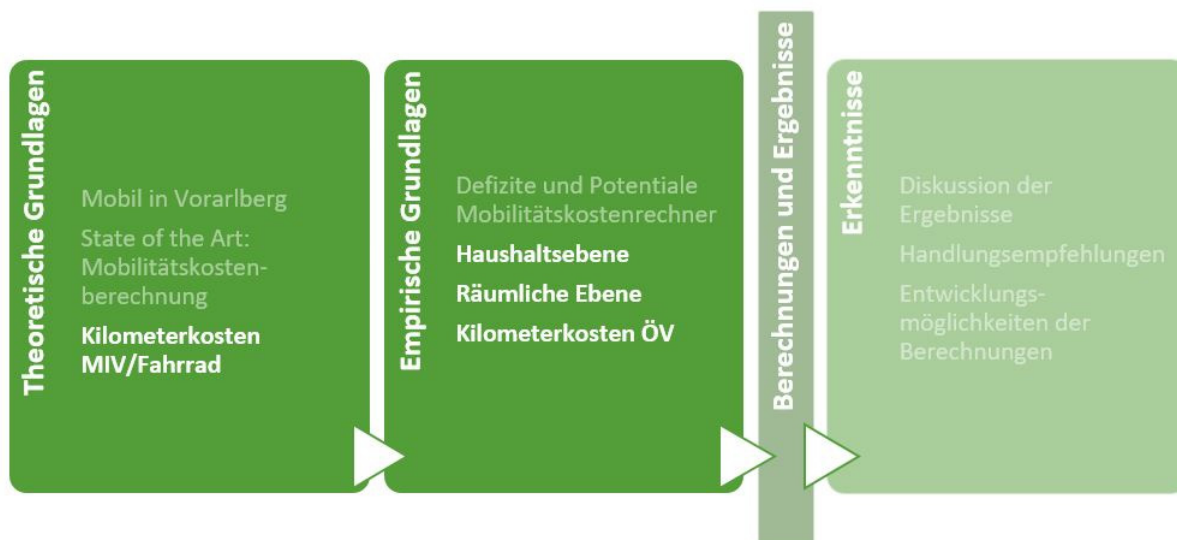 Theoretische Grundlagen
Mobil in Vorarlberg
State of the Art:
Mobilitätskosten-
berechnung
Kilometerkosten
MIV/Fahrrad
Empirische Grundlagen
Defizite und Potentiale
Mobilitätskostenrechner
Haushaltsebene
Räumliche Ebene
Kilometerkosten ÖV
Berechnungen und Ergebnisse
Erkenntnisse
Diskussion der
Ergebnisse
Handlungsempfehlungen
Entwicklungs-
möglichkeiten der
Berechnungen